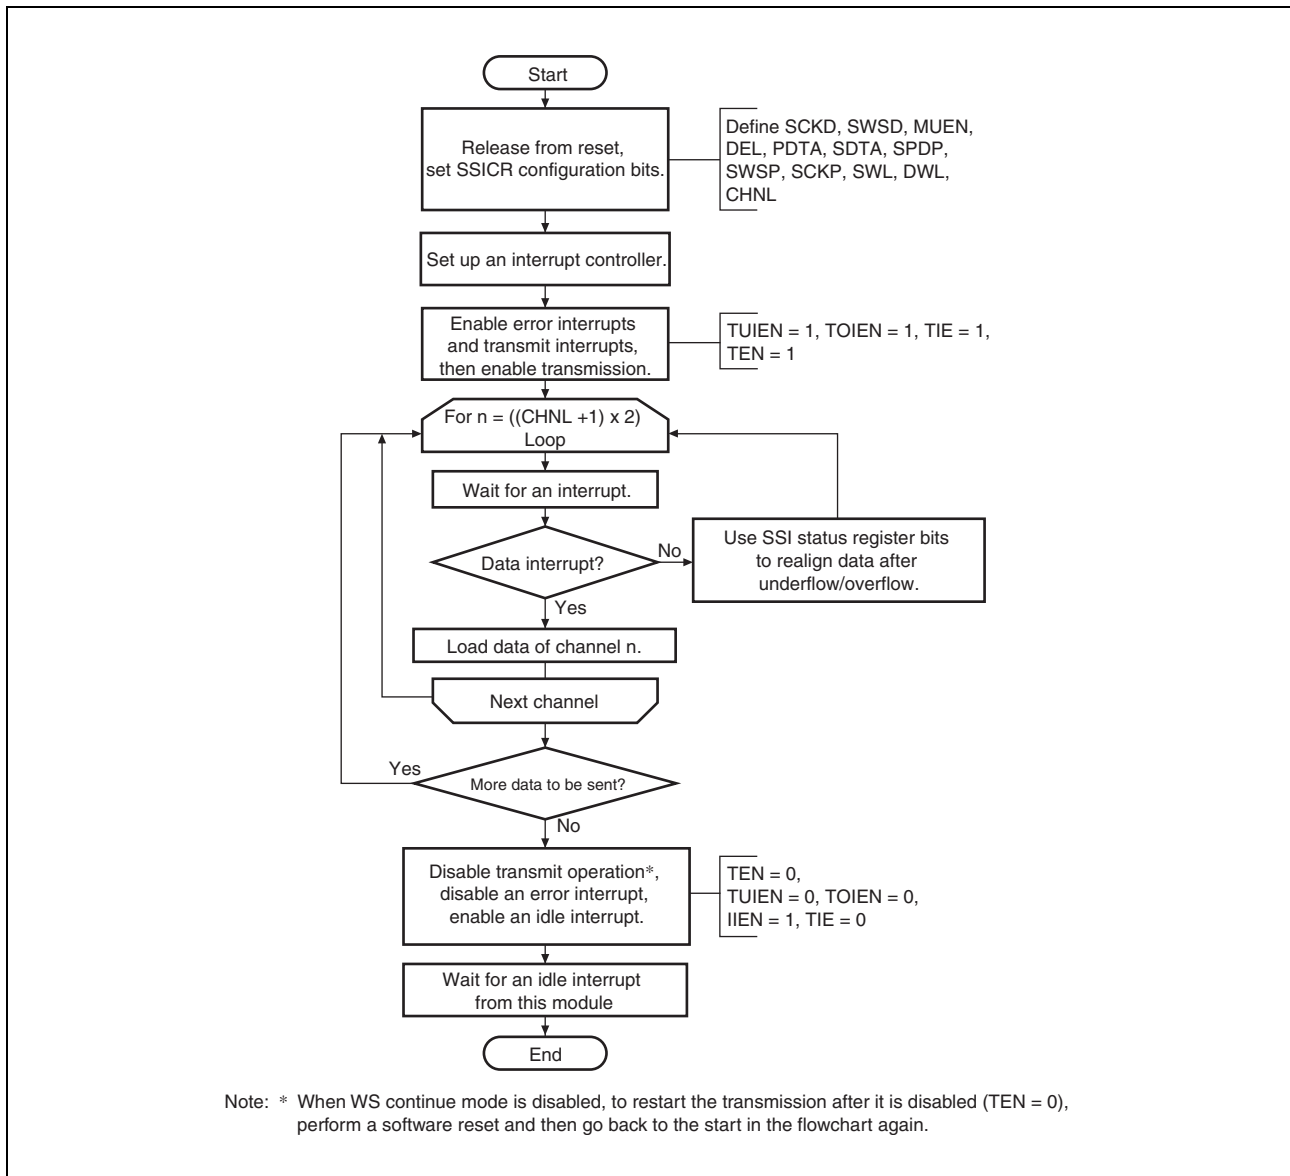 Start
Release from reset,
set SSICR configuration bits.
Define SCKD, SWSD, MUEN,
DEL, PDTA, SDTA, SPDP,
SWSP, SCKP, SWL, DWL,
CHNL
Set up an interrupt controller.
Enable error interrupts
and transmit interrupts,
then enable transmission.
TUIEN = 1, TOIEN = 1, TIE = 1,
TEN = 1
For n = ((CHNL +1) x 2)
Loop
Wait for an interrupt.
Data interrupt?
No
Use SSI status register bits
to realign data after
underflow/overflow.
Yes
Load data of channel n.
Next channel
Yes
More data to be sent?
No
Disable transmit operation*,
disable an error interrupt,
enable an idle interrupt.
TEN = 0,
TUIEN = 0, TOIEN = 0,
IIEN = 1, TIE = 0
Wait for an idle interrupt
from this module
End
Note: * When WS continue mode is disabled, to restart the transmission after it is disabled (TEN = 0),
perform a software reset and then go back to the start in the flowchart again.